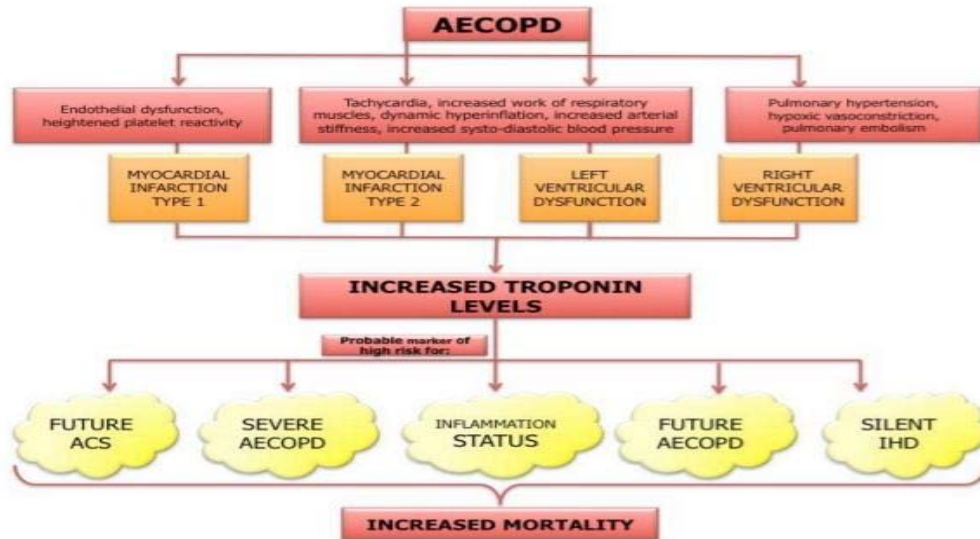 AECOPD
Endothelial dysfunction,
heightened platelet reactivity
Tachycardia, increased work of respiratory
muscles, dynamic hyperinflation, increased arterial
stiffness, increased systo-diastolic blood pressure
Pulmonary hypertension,
hypoxic vasoconstriction,
pulmonary embolism
MYOCARDIAL
INFARCTION
TYPE 1
MYOCARDIAL
INFARCTION
TYPE 2
LEFT
VENTRICULAR
DYSFUNCTION
RIGHT
VENTRICULAR
DYSFUNCTION
INCREASED TROPONIN
LEVELS
Probable marker of
high risk for:
FUTURE
ACS
SEVERE
AECOPD
INFLAMMATION
STATUS
FUTURE
AECOPD
SILENT
IHD
INCREASED MORTALITY